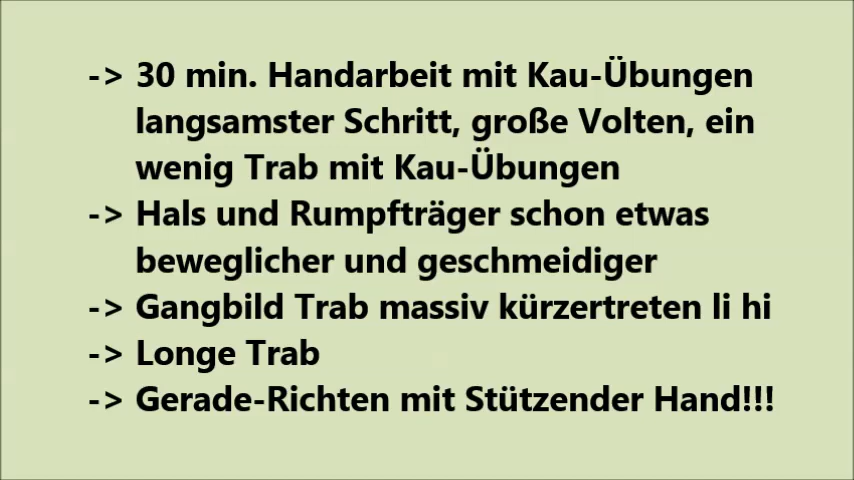 -> 30 min. Handarbeit mit Kau-Übungen
langsamster Schritt, große Volten, ein
wenig Trab mit Kau-Übungen
-> Hals und Rumpfträger schon etwas
beweglicher und geschmeidiger
-> Gangbild Trab massiv kürzertreten li hi
-> Longe Trab
-> Gerade-Richten mit Stützender Hand!!!